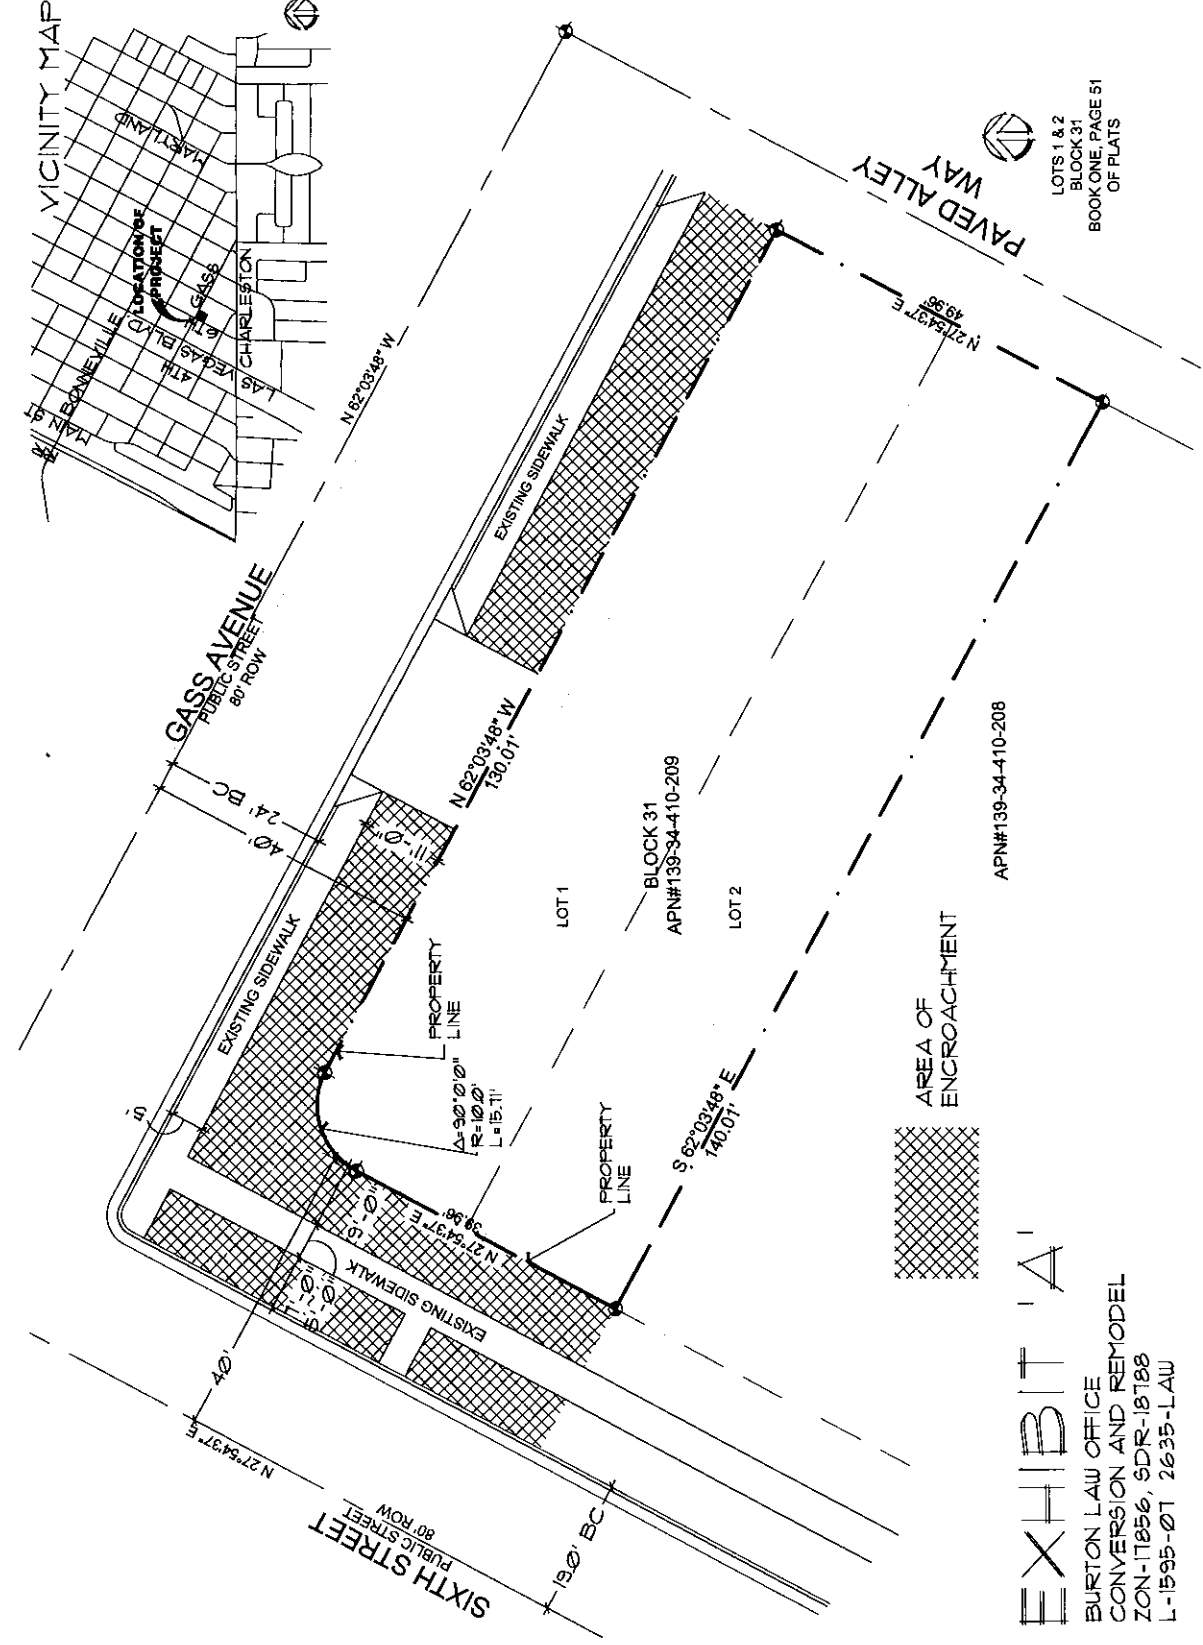 VICINITY MAP
MARYLAND
LOCATION OF
PROJECT
GASS
6TH
CHARLESTON
LAS VEGAS BLVD
4TH
BONNEVILLE
MAIN ST
N 62°03'48" W
GASS AVENUE
PUBLIC STREET
80' ROW
24' BC
40'
EXISTING SIDEWALK
EXISTING SIDEWALK
PAVED ALLEY
WAY
LOTS 1 & 2
BLOCK 31
BOOK ONE, PAGE 51
OF PLATS
N 27°54'37" E
49.96'
N 62°03'48" W
130.01'
11'-0"
5'
PROPERTY
LINE
Δ=90°0'0"
R=10.0'
L=15.71'
LOT 1
BLOCK 31
APN#139-34-410-209
LOT 2
APN#139-34-410-208
S 62°03'48" E
140.01'
PROPERTY
LINE
N 27°54'37" E
39.96'
EXISTING SIDEWALK
40'
N 27°54'37" E
SIXTH STREET
PUBLIC STREET
80' ROW
19.0' BC
AREA OF
ENCROACHMENT
EXHIBIT 'A'
BURTON LAW OFFICE
CONVERSION AND REMODEL
ZON-17856, SDR-18788
L-1595-07 2635-LAW